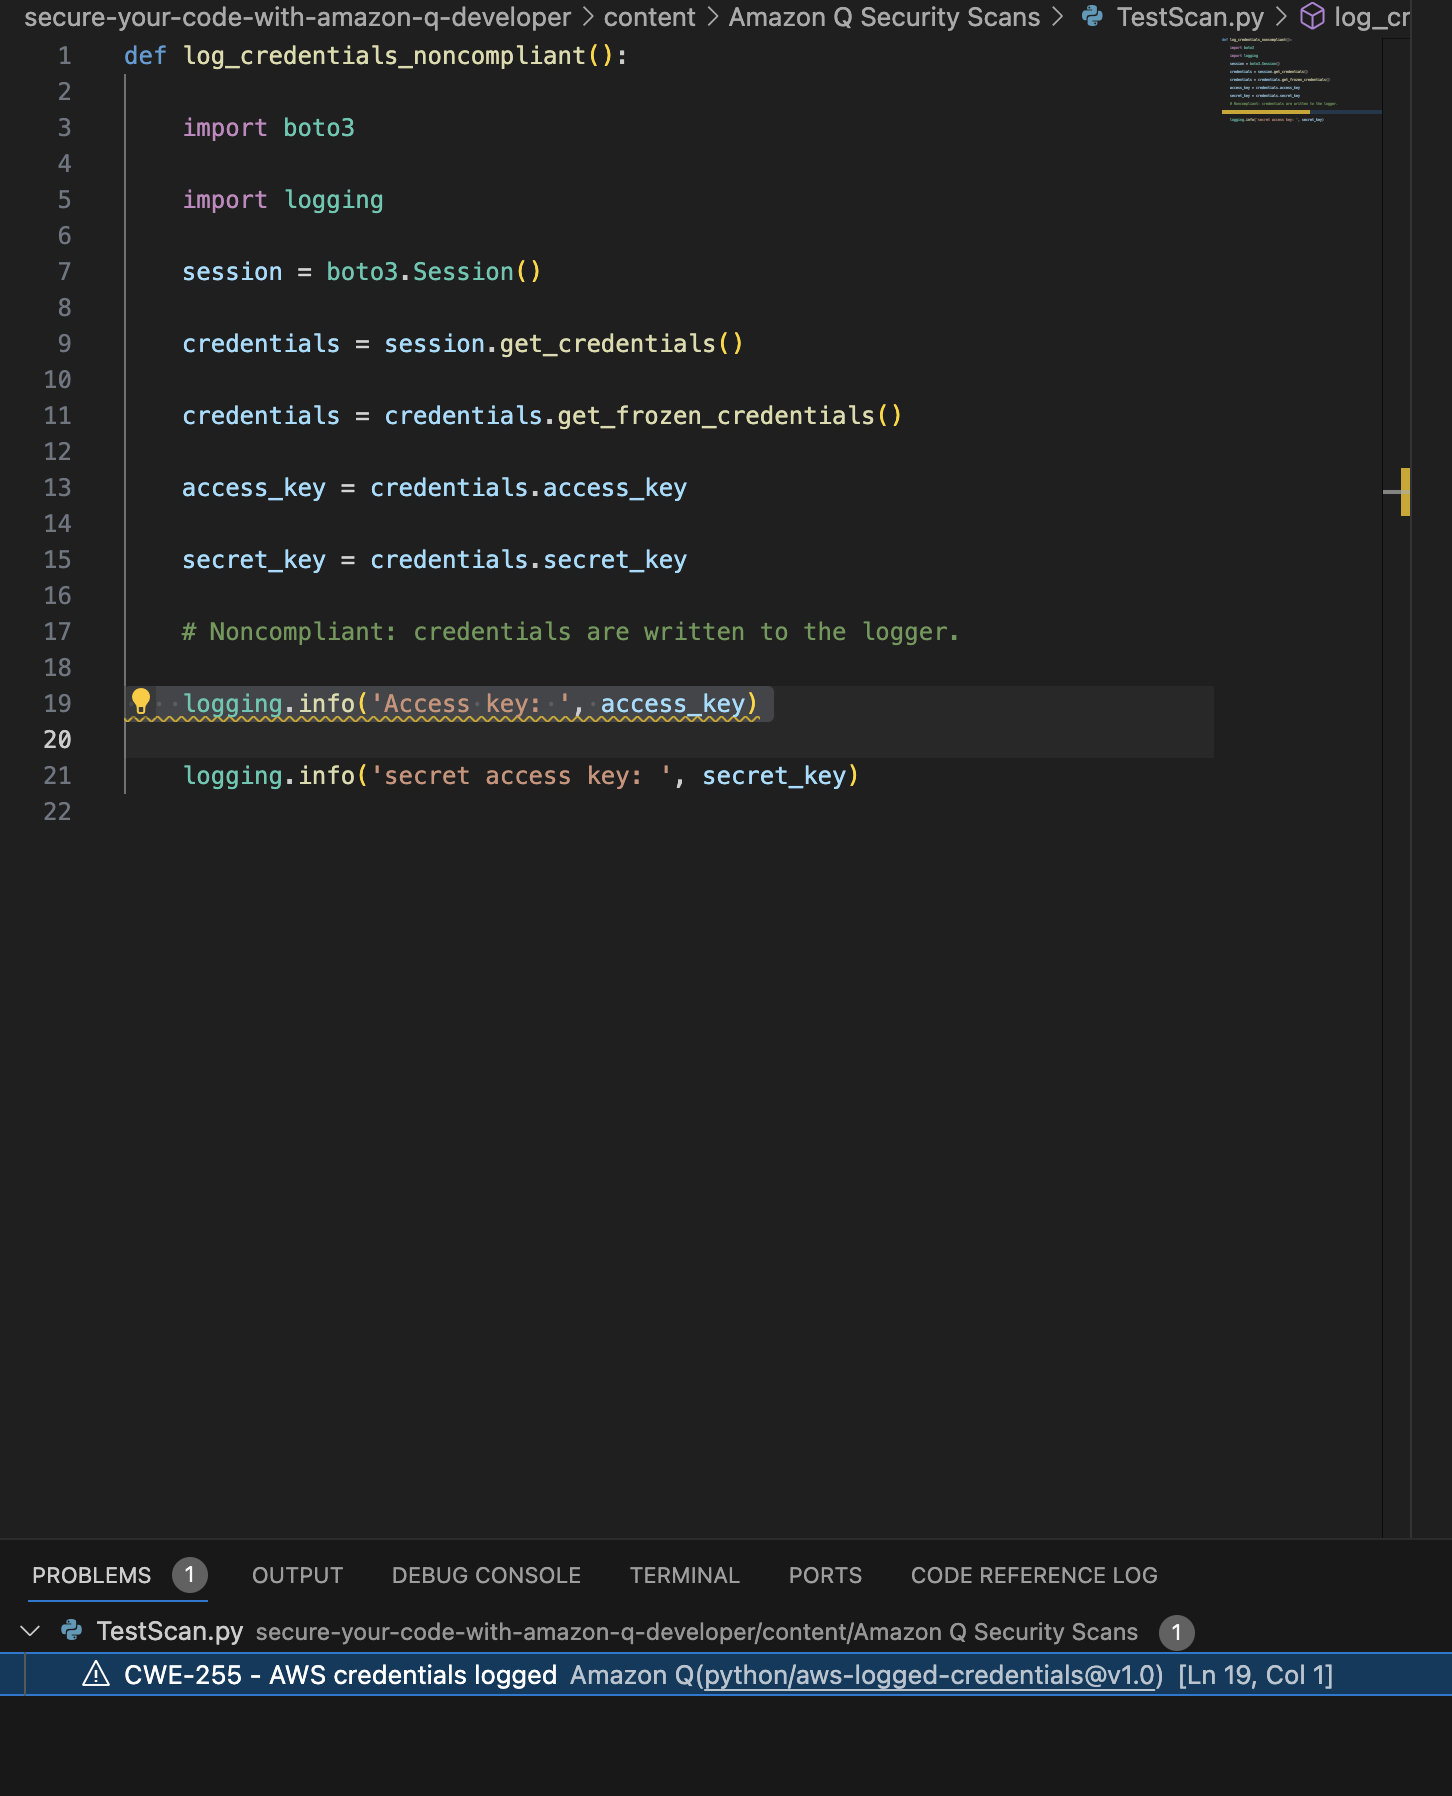 secure-your-code-with-amazon-q-developer > content > Amazon Q Security Scans > TestScan.py > log_cr
1 def log_credentials_noncompliant():
2
3 import boto3
4
5 import logging
6
7 session = boto3.Session()
8
9 credentials = session.get_credentials()
10
11 credentials = credentials.get_frozen_credentials()
12
13 access_key = credentials.access_key
14
15 secret_key = credentials.secret_key
16
17 # Noncompliant: credentials are written to the logger.
18
19 logging.info('Access key: ', access_key)
20
21 logging.info('secret access key: ', secret_key)
22
PROBLEMS 1 OUTPUT DEBUG CONSOLE TERMINAL PORTS CODE REFERENCE LOG
TestScan.py secure-your-code-with-amazon-q-developer/content/Amazon Q Security Scans 1
CWE-255 - AWS credentials logged Amazon Q(python/aws-logged-credentials@v1.0) [Ln 19, Col 1]